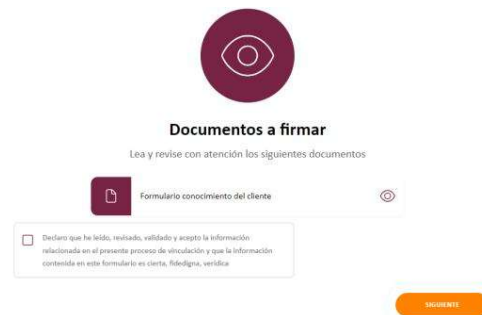 Documentos a firmar
Lea y revise con atención los siguientes documentos
Formulario conocimiento del cliente
Declaro que he leído, revisado, validado y acepto la información
relacionada en el presente proceso de vinculación y que la información
contenida en este formulario es cierta, fidedigna, verídica
SIGUIENTE